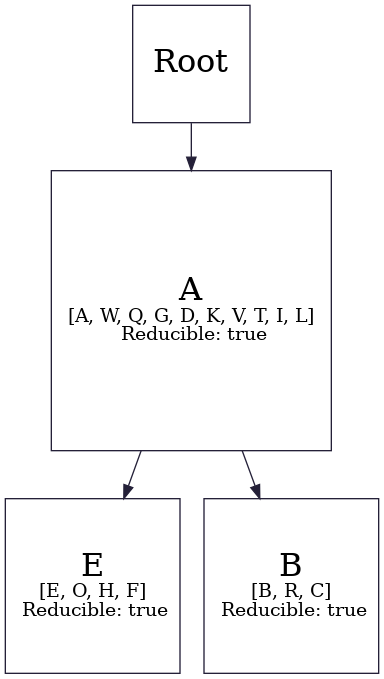 Root
A
[A, W, Q, G, D, K, V, T, I, L]
Reducible: true
E
[E, O, H, F]
Reducible: true
B
[B, R, C]
Reducible: true